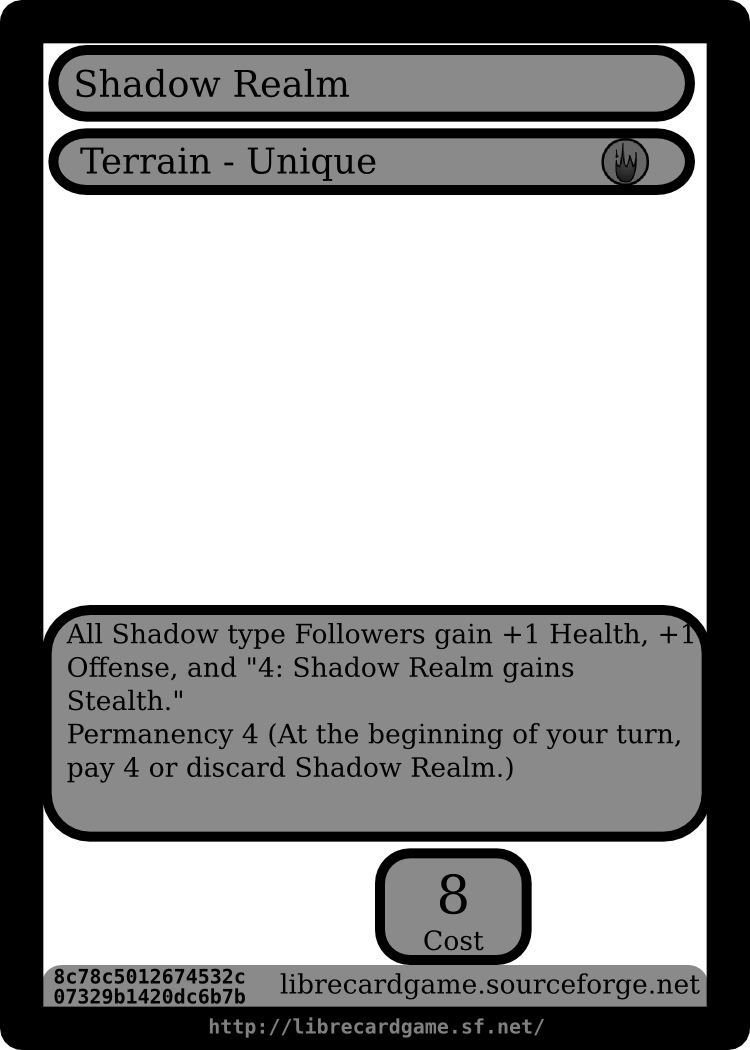 Shadow Realm
Terrain - Unique
All Shadow type Followers gain +1 Health, +1
Offense, and "4: Shadow Realm gains
Stealth."
Permanency 4 (At the beginning of your turn,
pay 4 or discard Shadow Realm.)
8
Cost
8c78c5012674532c
07329b1420dc6b7b
librecardgame.sourceforge.net
http://librecardgame.sf.net/